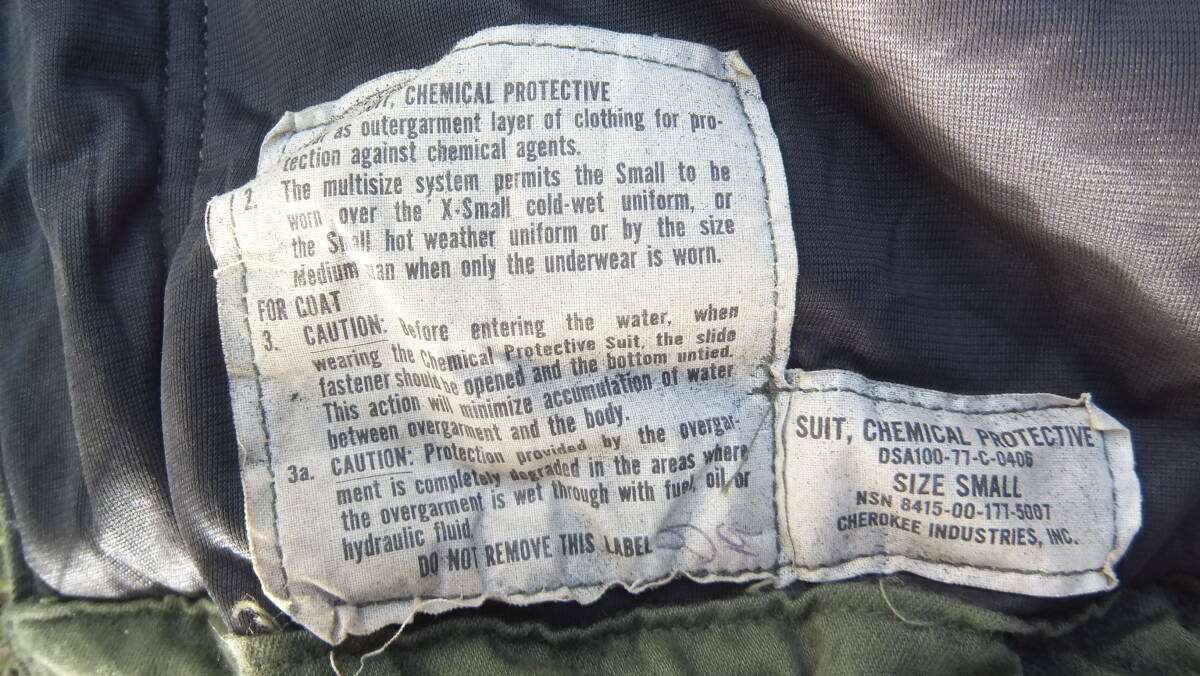 CHEMICAL PROTECTIVE
as outergarment layer of clothing for pro-
tection against chemical agents.
2. The multisize system permits the Small to be
worn over the X-Small cold-wet uniform, or
the Small hot weather uniform or by the size
Medium man when only the underwear is worn.
FOR COAT
3. CAUTION: Before entering the water, when
wearing the Chemical Protective Suit, the slide
fastener should be opened and the bottom untied.
This action will minimize accumulation of water
between overgarment and the body.
3a. CAUTION: Protection provided by the overgar-
ment is completely degraded in the areas where
the overgarment is wet through with fuel, oil or
hydraulic fluid.
DO NOT REMOVE THIS LABEL
SUIT, CHEMICAL PROTECTIVE
DSA100-77-C-0406
SIZE SMALL
NSN 8415-00-177-5007
CHEROKEE INDUSTRIES, INC.